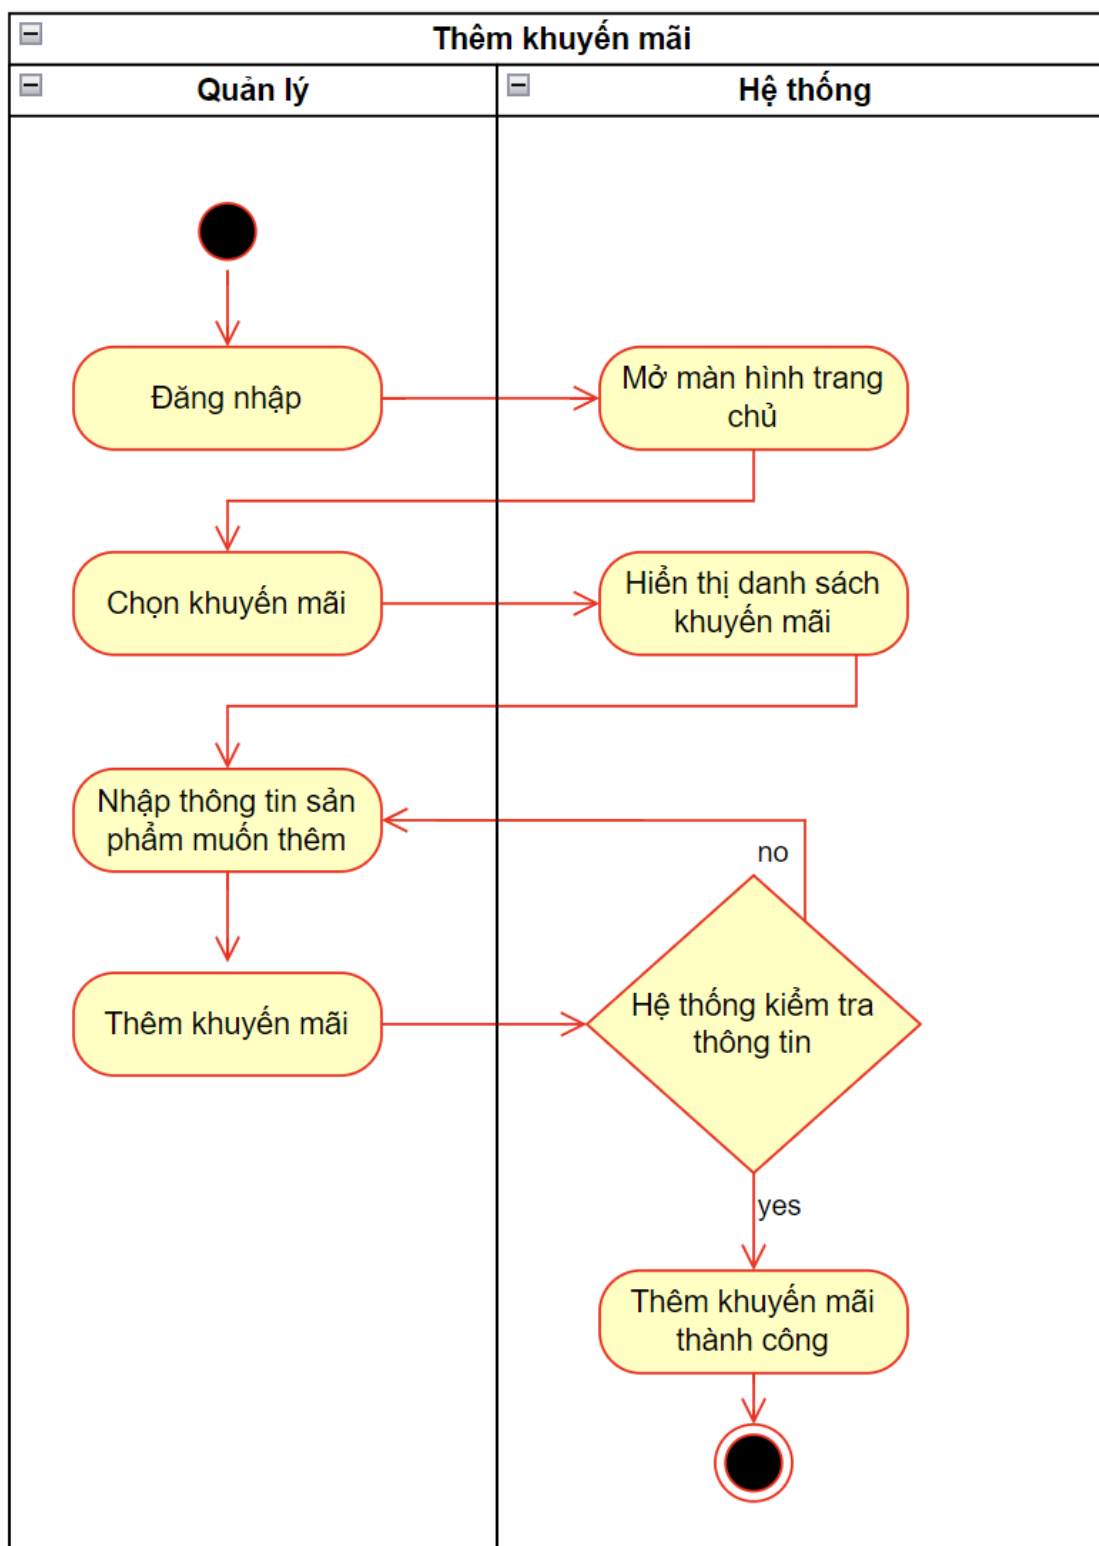 Thêm khuyến mãi
Quản lý
Hệ thống
Đăng nhập
Mở màn hình trang
chủ
Chọn khuyến mãi
Hiển thị danh sách
khuyến mãi
Nhập thông tin sản
phẩm muốn thêm
no
Thêm khuyến mãi
Hệ thống kiểm tra
thông tin
yes
Thêm khuyến mãi
thành công